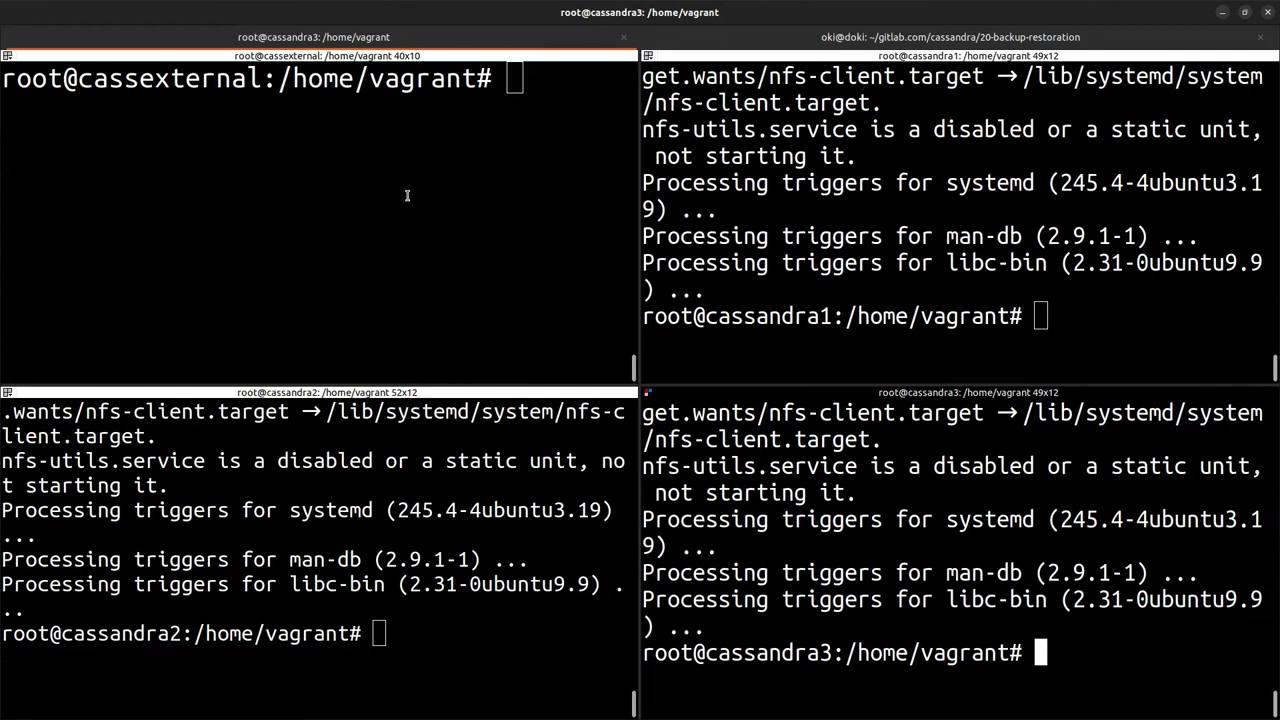 root@cassandra3: /home/vagrant
root@cassandra3: /home/vagrant
oki@doki: ~/gitlab.com/cassandra/20-backup-restoration
root@cassexternal: /home/vagrant 40x10
root@cassexternal:/home/vagrant#
root@cassandra1: /home/vagrant 49x12
get.wants/nfs-client.target → /lib/systemd/system
/nfs-client.target.
nfs-utils.service is a disabled or a static unit,
not starting it.
Processing triggers for systemd (245.4-4ubuntu3.1
9) ...
Processing triggers for man-db (2.9.1-1) ...
Processing triggers for libc-bin (2.31-0ubuntu9.9
) ...
root@cassandra1:/home/vagrant#
root@cassandra2: /home/vagrant 52x12
.wants/nfs-client.target → /lib/systemd/system/nfs-c
lient.target.
nfs-utils.service is a disabled or a static unit, no
t starting it.
Processing triggers for systemd (245.4-4ubuntu3.19)
...
Processing triggers for man-db (2.9.1-1) ...
Processing triggers for libc-bin (2.31-0ubuntu9.9) .
..
root@cassandra2:/home/vagrant#
root@cassandra3: /home/vagrant 49x12
get.wants/nfs-client.target → /lib/systemd/system
/nfs-client.target.
nfs-utils.service is a disabled or a static unit,
not starting it.
Processing triggers for systemd (245.4-4ubuntu3.1
9) ...
Processing triggers for man-db (2.9.1-1) ...
Processing triggers for libc-bin (2.31-0ubuntu9.9
) ...
root@cassandra3:/home/vagrant#